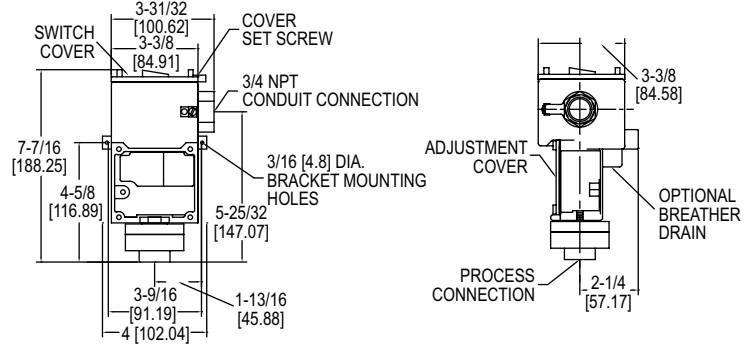 3-31/32
[100.62]
3-3/8
[84.91]
SWITCH
COVER
COVER
SET SCREW
3/4 NPT
CONDUIT CONNECTION
7-7/16
[188.25]
4-5/8
[116.89]
3/16 [4.8] DIA.
BRACKET MOUNTING
HOLES
5-25/32
[147.07]
3-9/16
[91.19]
4 [102.04]
1-13/16
[45.88]
3-3/8
[84.58]
ADJUSTMENT
COVER
OPTIONAL
BREATHER
DRAIN
PROCESS
CONNECTION
2-1/4
[57.17]